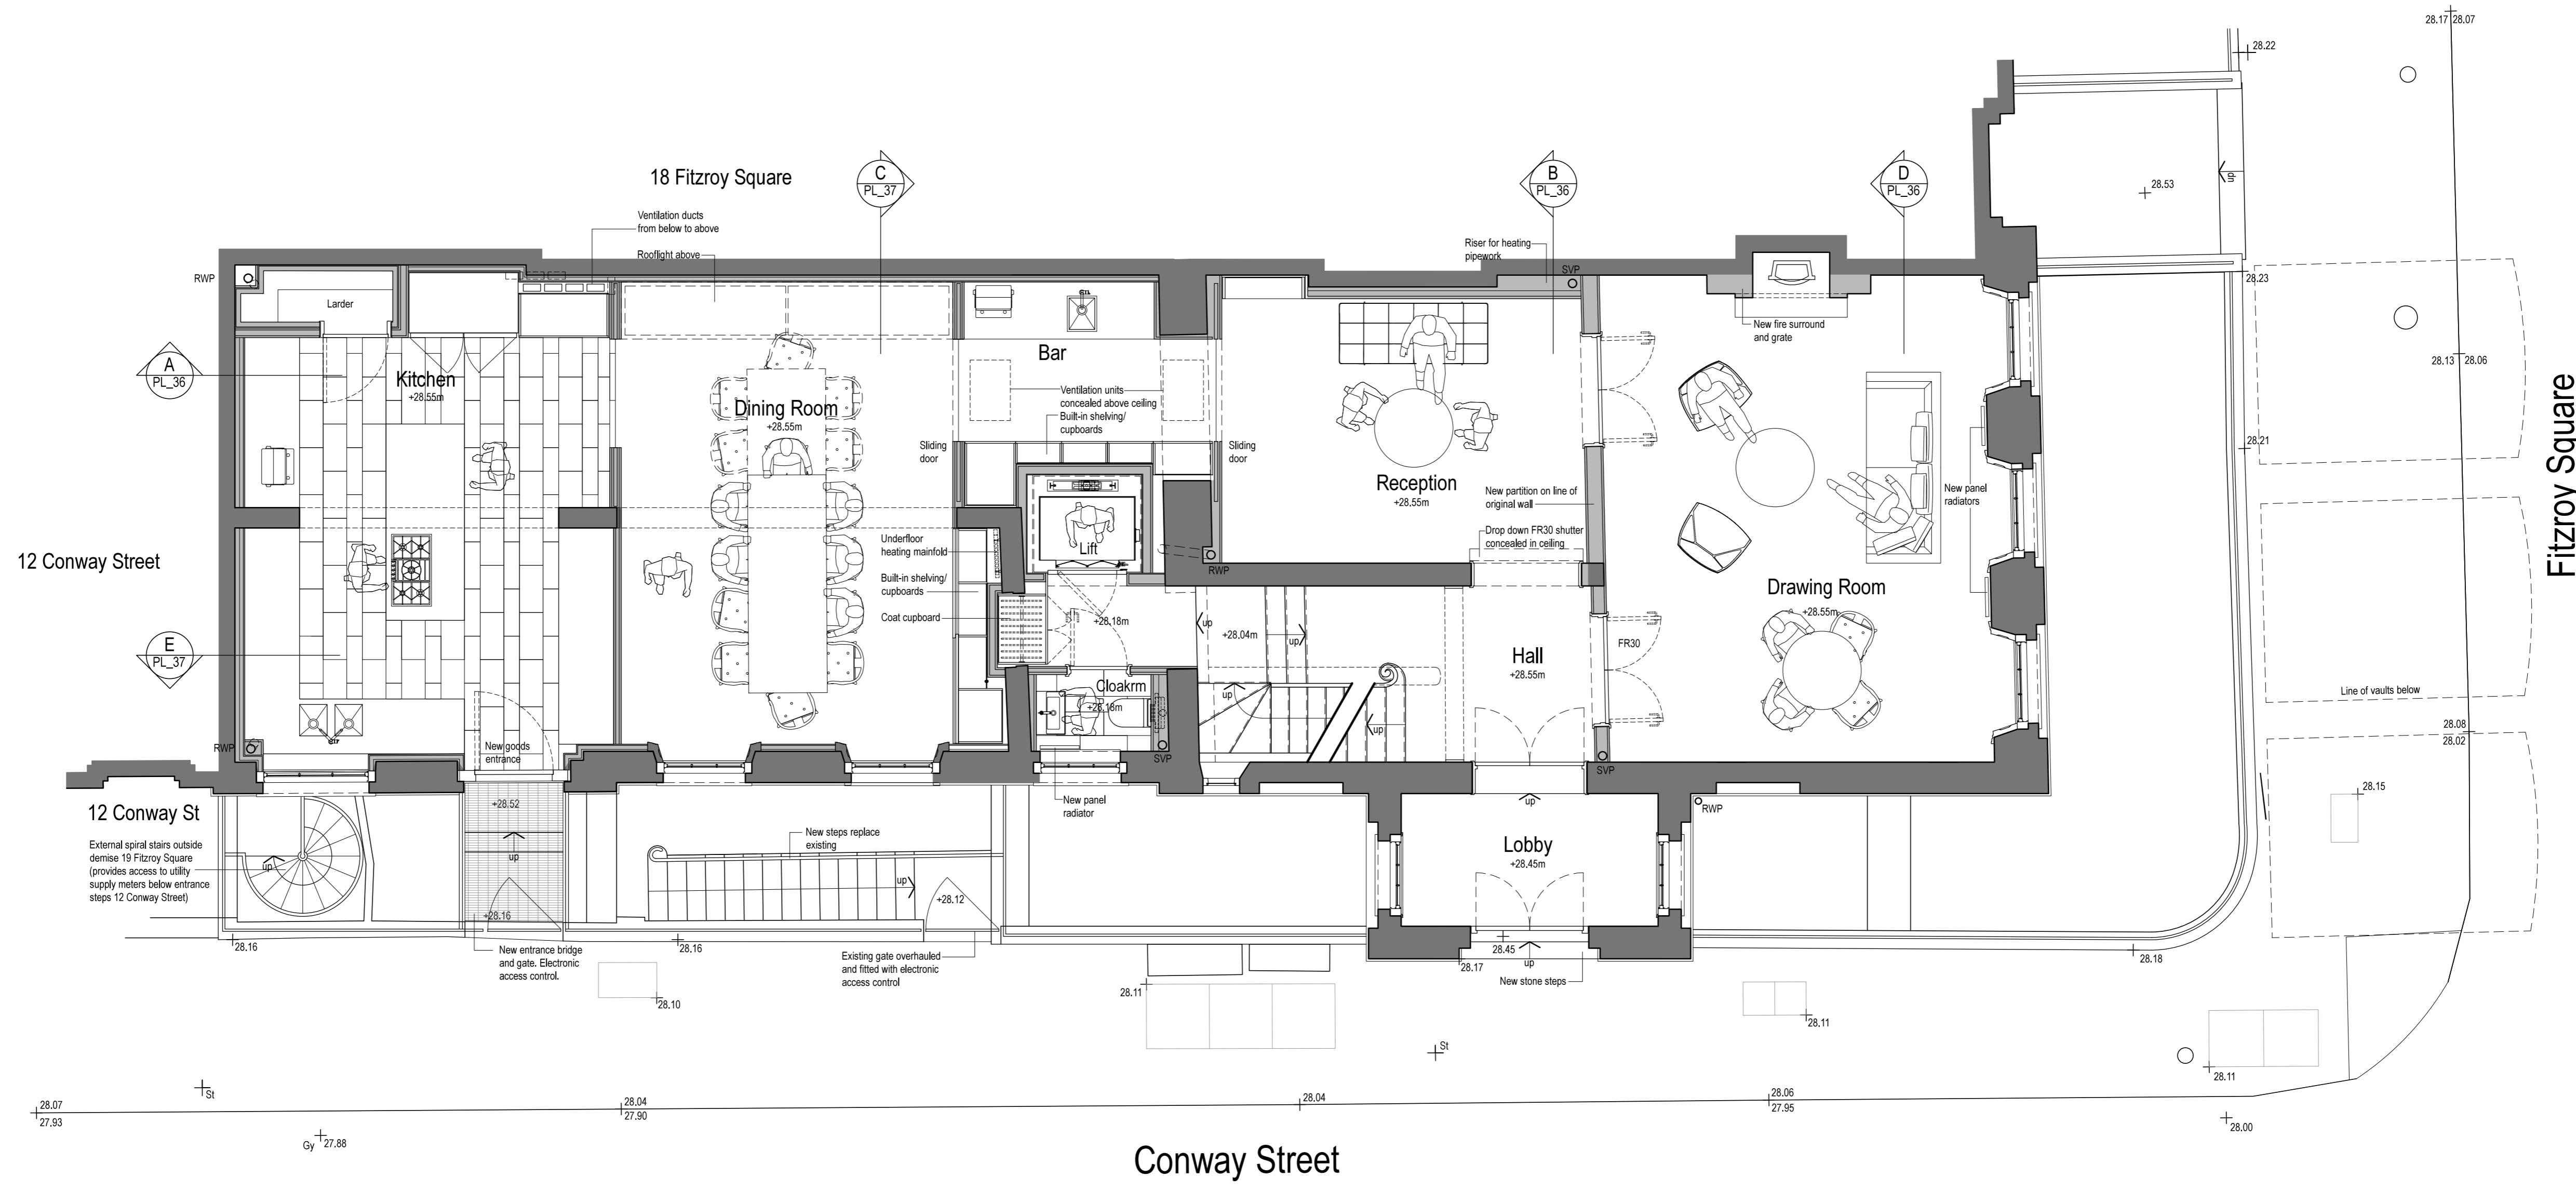 28.17 28.07
28.22
18 Fitzroy Square
C
PL_37
B
PL_36
D
PL_36
28.53
dn
Ventilation ducts
from below to above
Rooflight above
Riser for heating
pipework
SVP
RWP
28.23
Larder
New fire surround
and grate
Bar
A
PL_36
Kitchen
+28.55m
Dining Room
+28.55m
Ventilation units
concealed above ceiling
Built-in shelving/
cupboards
28.13 28.06
Fitzroy Square
Sliding
door
Sliding
door
28.21
Reception
+28.55m
New partition on line of
original wall
New panel
radiators
Drop down FR30 shutter
concealed in ceiling
12 Conway Street
Underfloor
heating mainfold
Lift
RWP
Built-in shelving/
cupboards
Coat cupboard
Drawing Room
+28.55m
+28.18m
up
+28.04m
up
E
PL_37
Hall
+28.55m
FR30
Cloakrm
+28.18m
up
up
Line of vaults below
28.08
28.02
RWP
New goods
entrance
SVP
SVP
12 Conway St
+28.52
New panel
radiator
up
RWP
28.15
External spiral stairs outside
demise 19 Fitzroy Square
(provides access to utility
supply meters below entrance
steps 12 Conway Street)
up
up
New steps replace
existing
Lobby
+28.45m
up
+28.12
+28.16
28.16
New entrance bridge
and gate. Electronic
access control.
28.16
Existing gate overhauled
and fitted with electronic
access control
28.45
up
28.17
New stone steps
28.18
28.10
28.11
28.11
St
28.11
St
28.07
27.93
28.04
27.90
28.04
28.06
27.95
28.00
Gy
27.88
Conway Street